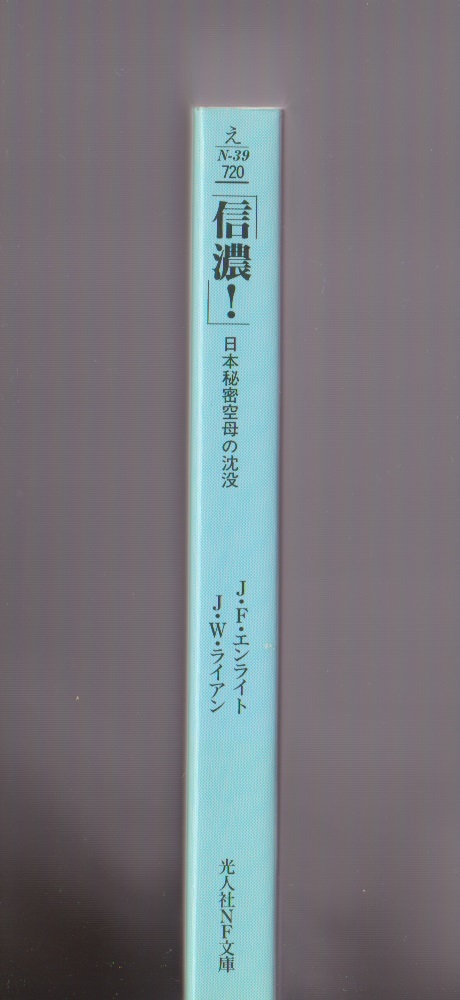 え
N-39
720
「信濃！」
日本秘密空母の沈没
J・F・エンライト
J・W・ライアン
光人社NF文庫